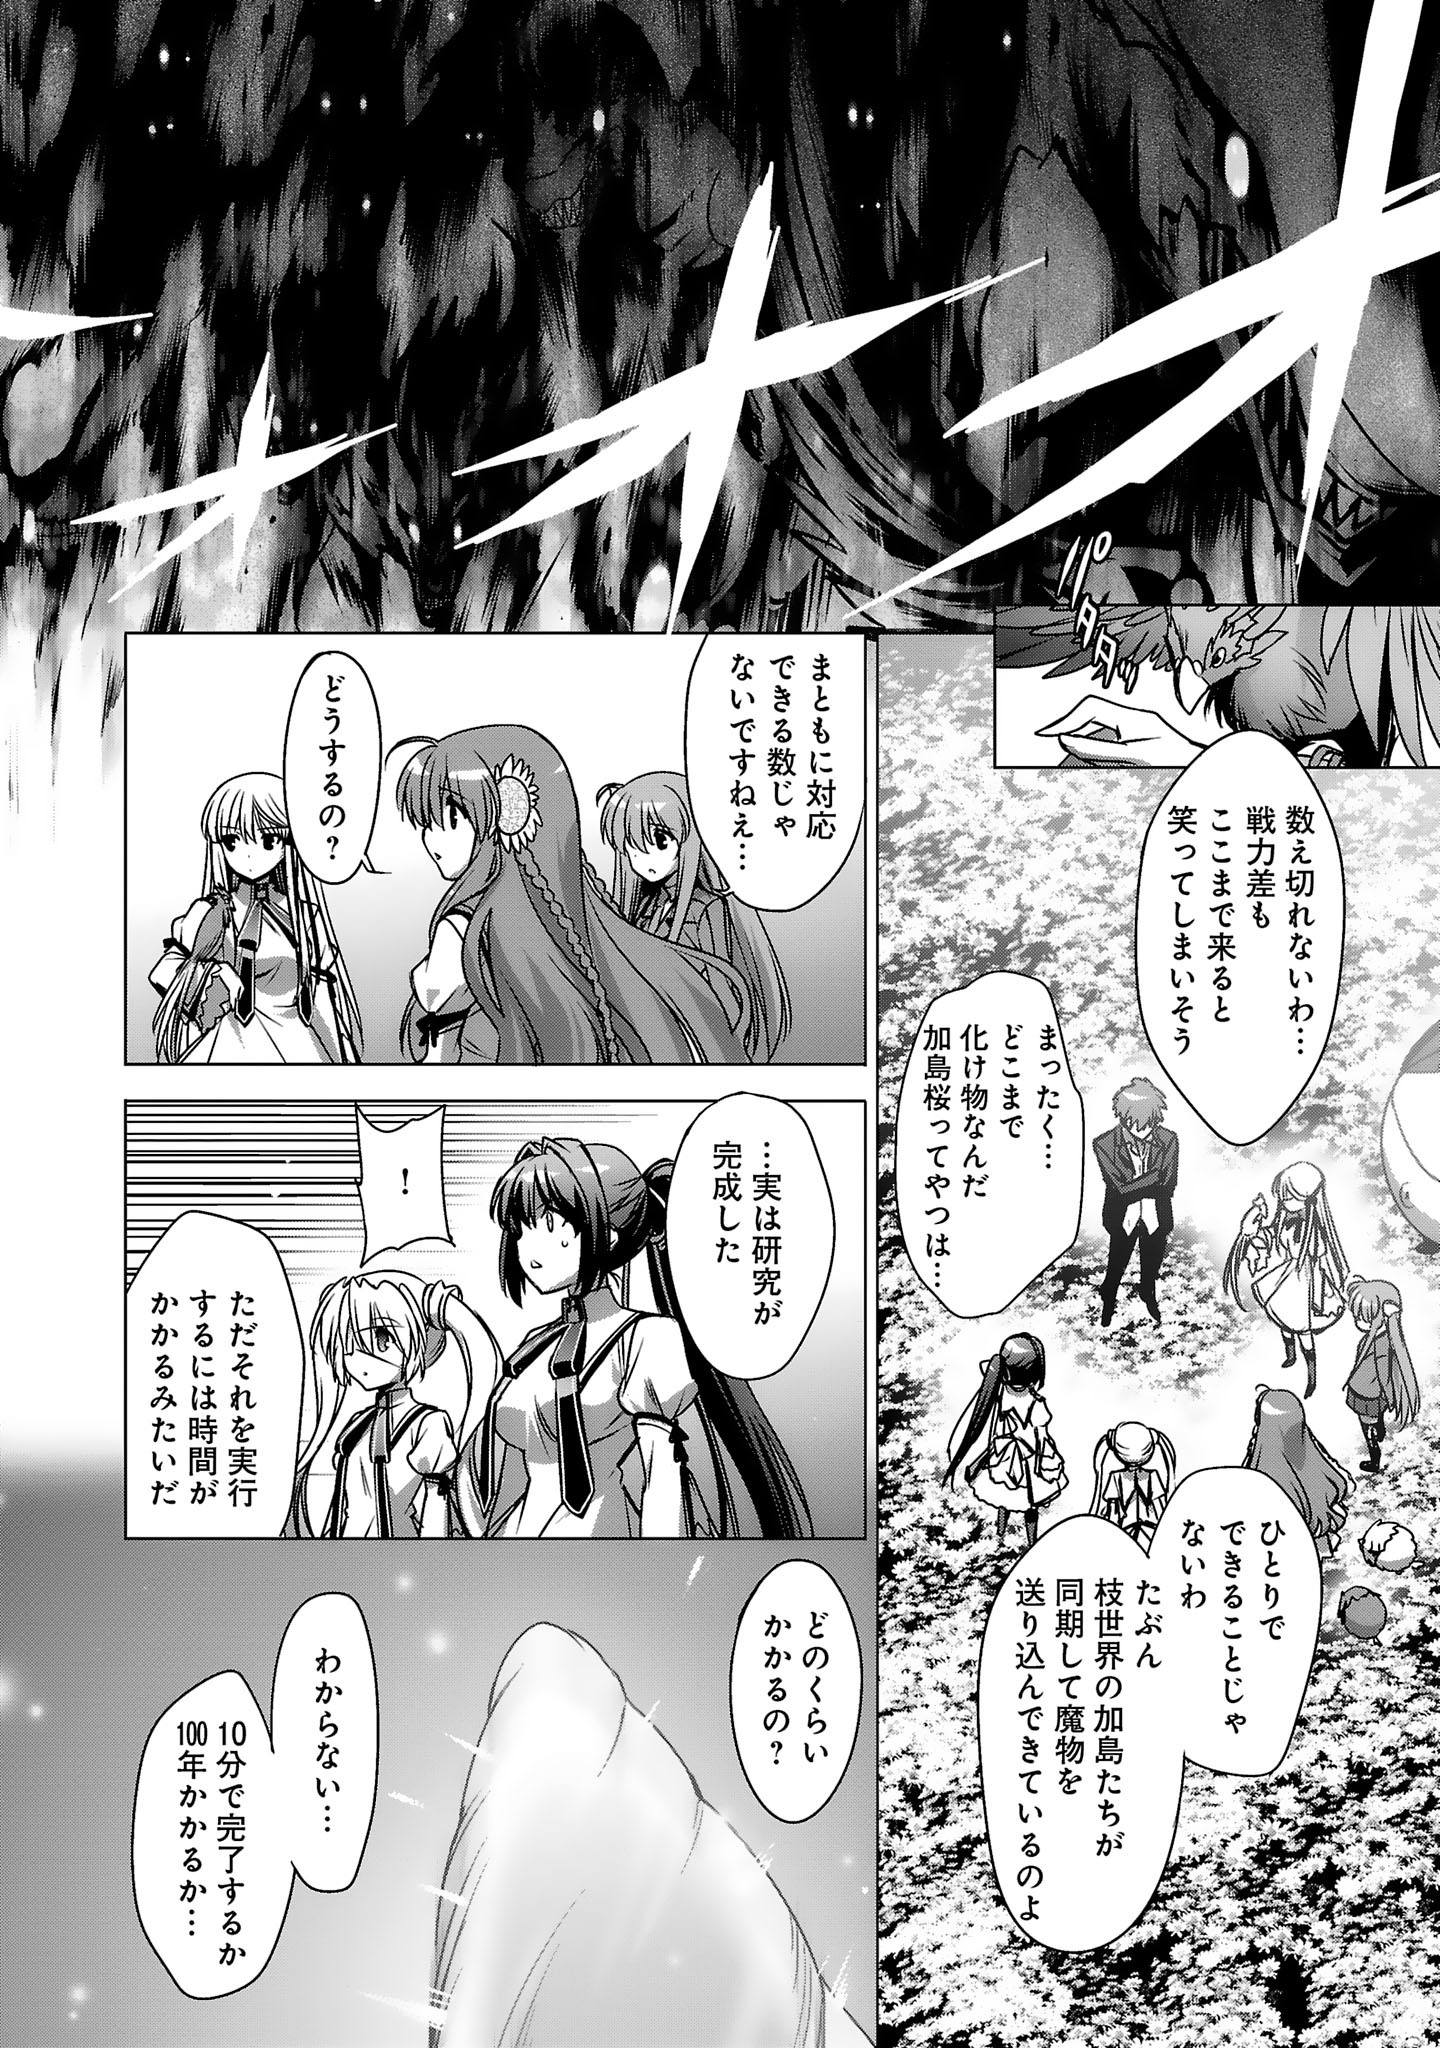 パタタッ
数え切れないわ…
戦力差も
ここまで来ると
笑ってしまいそう
まったく…
どこまで
化け物なんだ
加島桜ってやつは…
ひとりで
できることじゃ
ないわ
たぶん
枝世界の加島たちが
同期して魔物を
送り込んできているのよ
まともに対応
できる数じゃ
ないですねえ…
どうするの？
…実は研究が
完成した
！
ただそれを実行
するには時間が
かかるみたいだ
どのくらい
かかるの？
わからない…
10分で完了するか
100年かかるか…